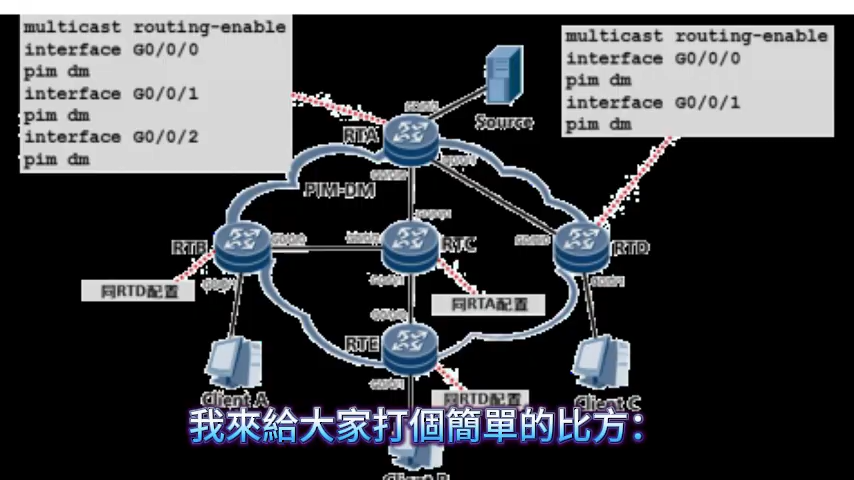 multicast routing-enable
interface G0/0/0
pim dm
interface G0/0/1
pim dm
interface G0/0/2
pim dm
multicast routing-enable
interface G0/0/0
pim dm
interface G0/0/1
pim dm
Source
RTA
PIM-DM
RTB
RTC
RTD
同RTD配置
同RTA配置
RTE
同RTD配置
Client A
Client C
我來給大家打個簡單的比方：